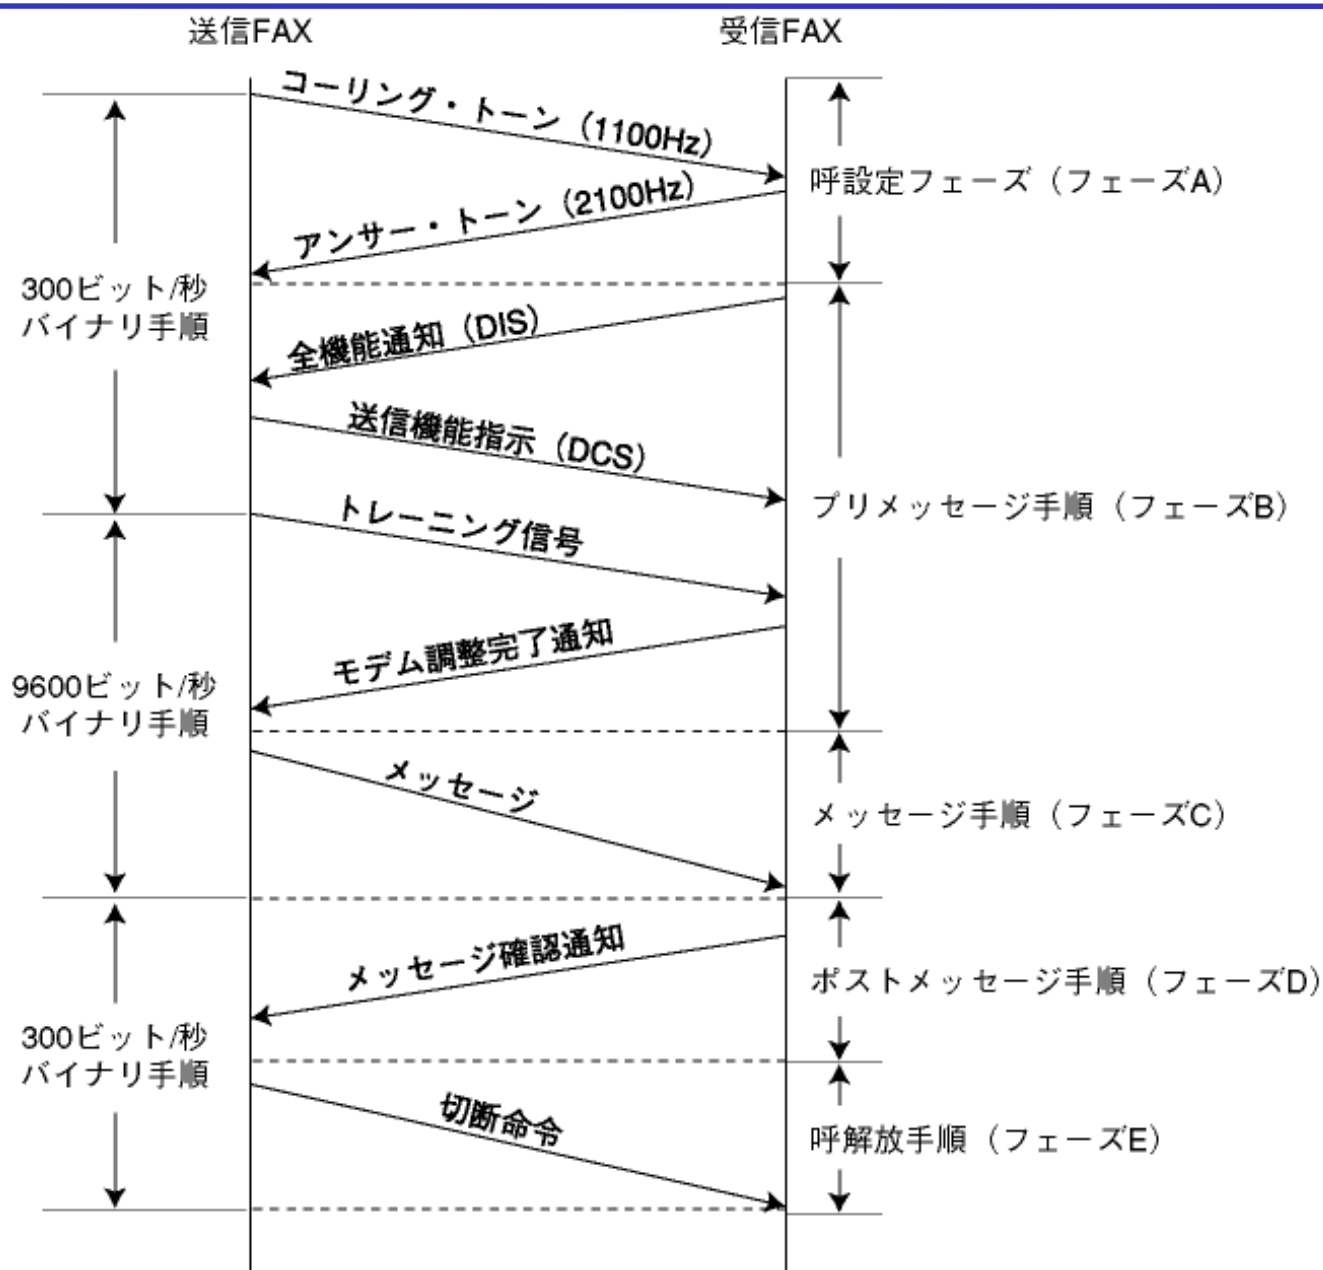 送信FAX
受信FAX
コーリング・トーン（1100Hz）
呼設定フェーズ（フェーズA）
アンサー・トーン（2100Hz）
300ビット/秒
バイナリ手順
全機能通知（DIS）
送信機能指示（DCS）
プリメッセージ手順（フェーズB）
トレーニング信号
モデム調整完了通知
9600ビット/秒
バイナリ手順
メッセージ
メッセージ手順（フェーズC）
メッセージ確認通知
ポストメッセージ手順（フェーズD）
300ビット/秒
バイナリ手順
切断命令
呼解放手順（フェーズE）